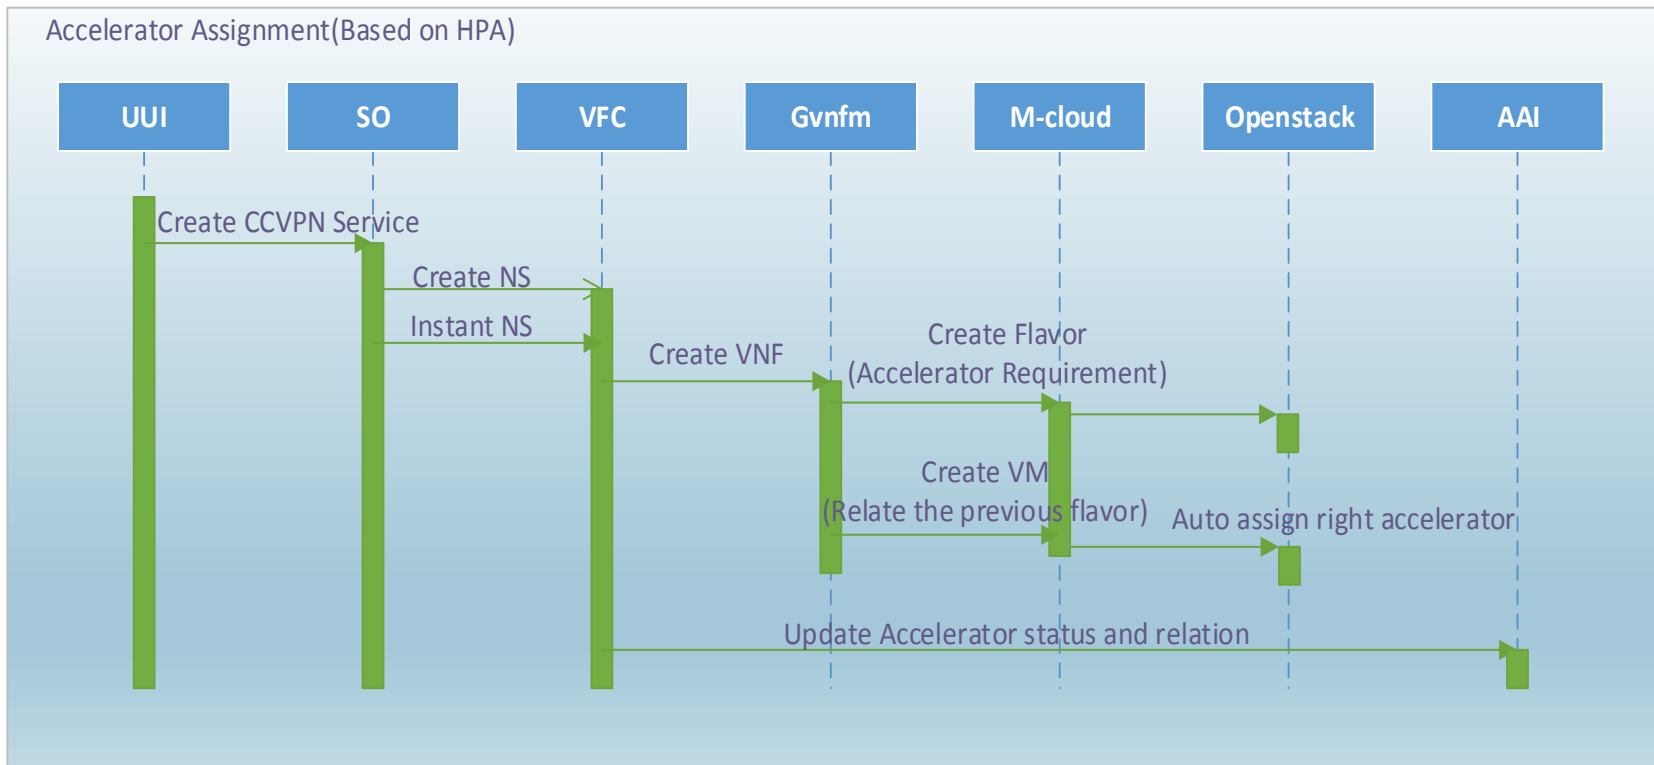 Accelerator Assignment(Based on HPA)
UUI
SO
VFC
Gvnfm
M-cloud
Openstack
AAI
Create CCVPN Service
Create NS
Instant NS
Create VNF
Create Flavor
(Accelerator Requirement)
Create VM
(Relate the previous flavor)
Auto assign right accelerator
Update Accelerator status and relation